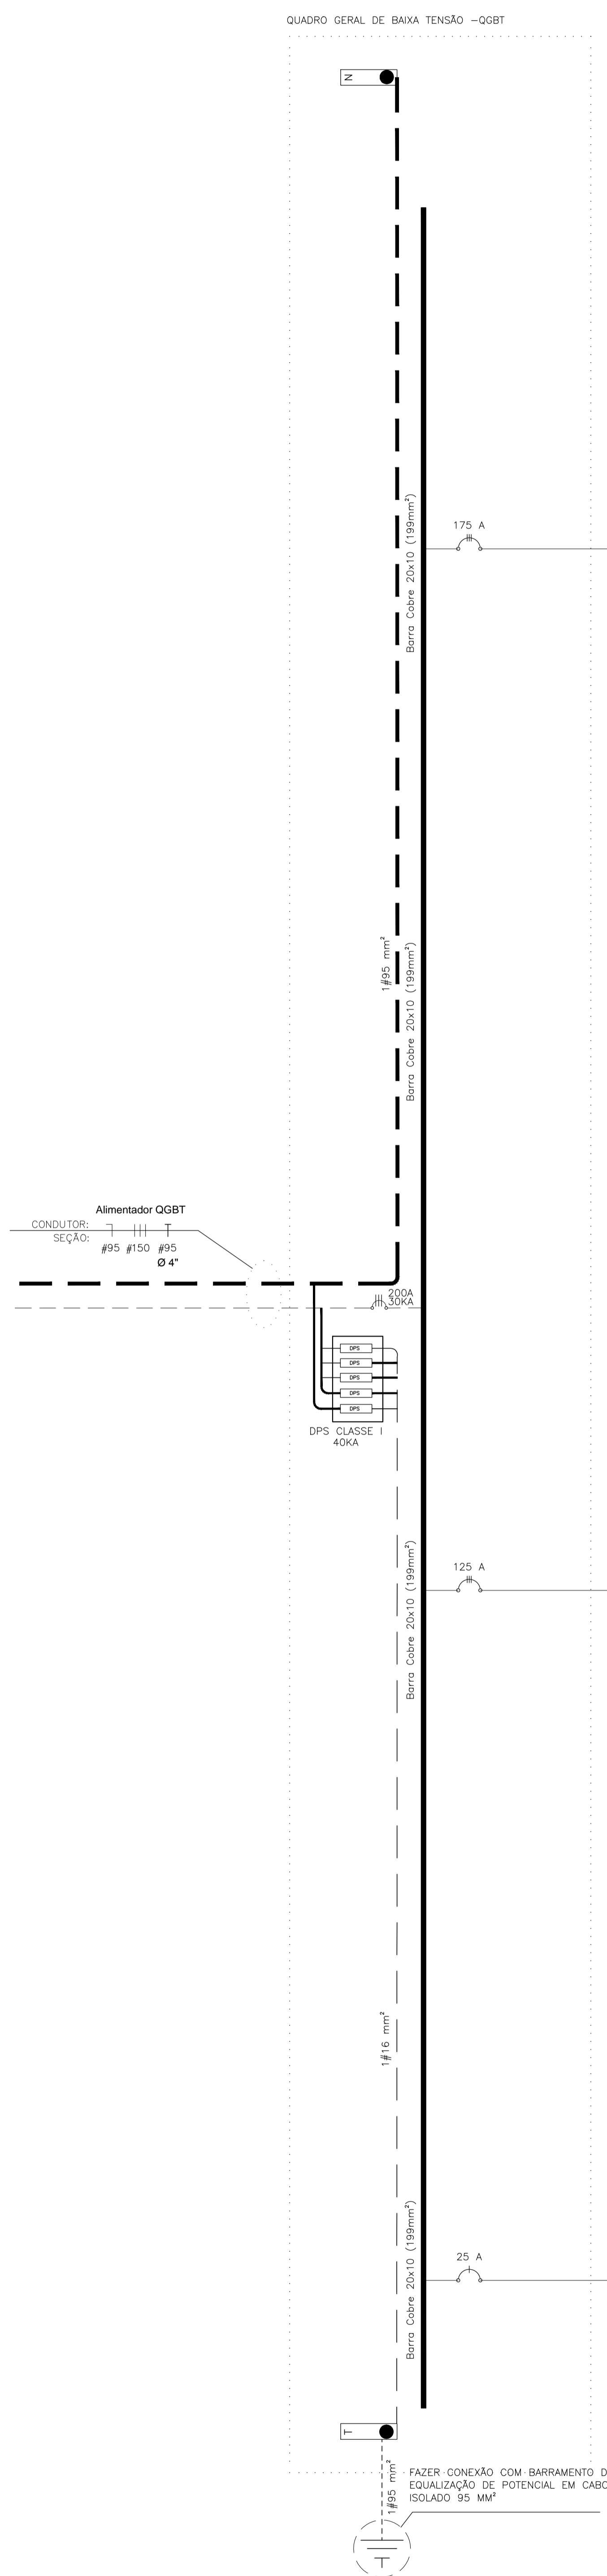 QUADRO GERAL DE BAIXA TENSÃO -QGBT
N
175 A
Barra Cobre 20x10 (199mm²)
1#95 mm²
Barra Cobre 20x10 (199mm²)
Alimentador QGBT
CONDUTOR:
SEÇÃO:
#95 #150 #95
Ø 4"
200A
30KA
DPS
DPS
DPS
DPS
DPS
DPS CLASSE I
40KA
125 A
Barra Cobre 20x10 (199mm²)
1#16 mm²
25 A
Barra Cobre 20x10 (199mm²)
T
1#95 mm²
FAZER CONEXÃO COM BARRAMENTO D
EQUALIZAÇÃO DE POTENCIAL EM CABO
ISOLADO 95 MM²